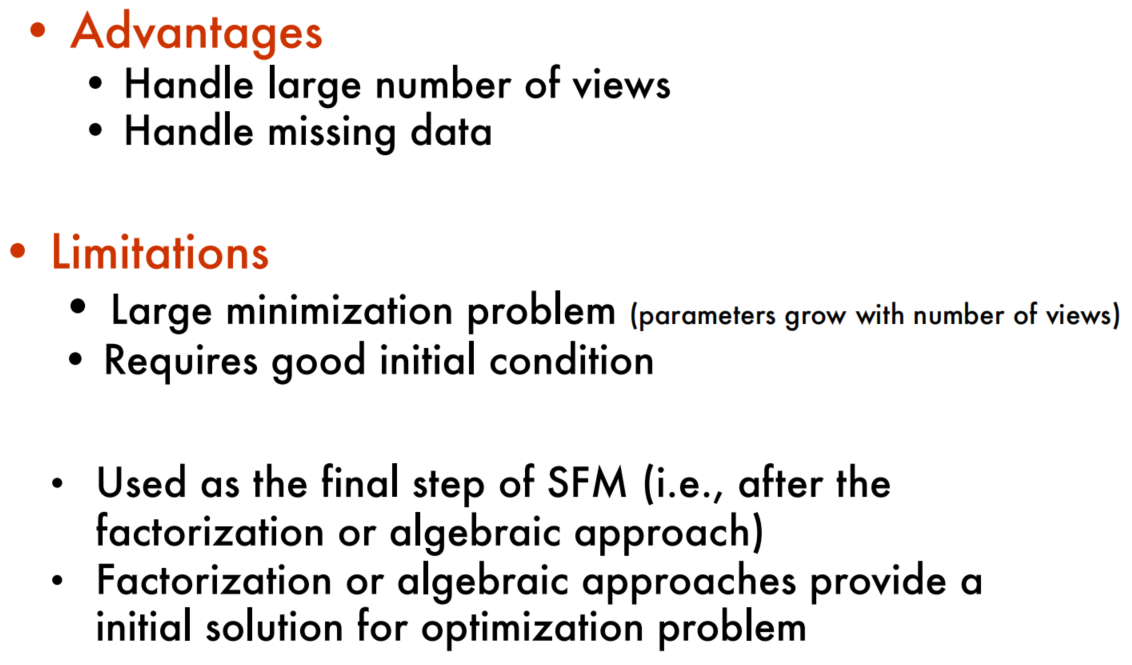 • Advantages
• Handle large number of views
• Handle missing data
• Limitations
• Large minimization problem (parameters grow with number of views)
• Requires good initial condition
• Used as the final step of SFM (i.e., after the
factorization or algebraic approach)
• Factorization or algebraic approaches provide a
initial solution for optimization problem